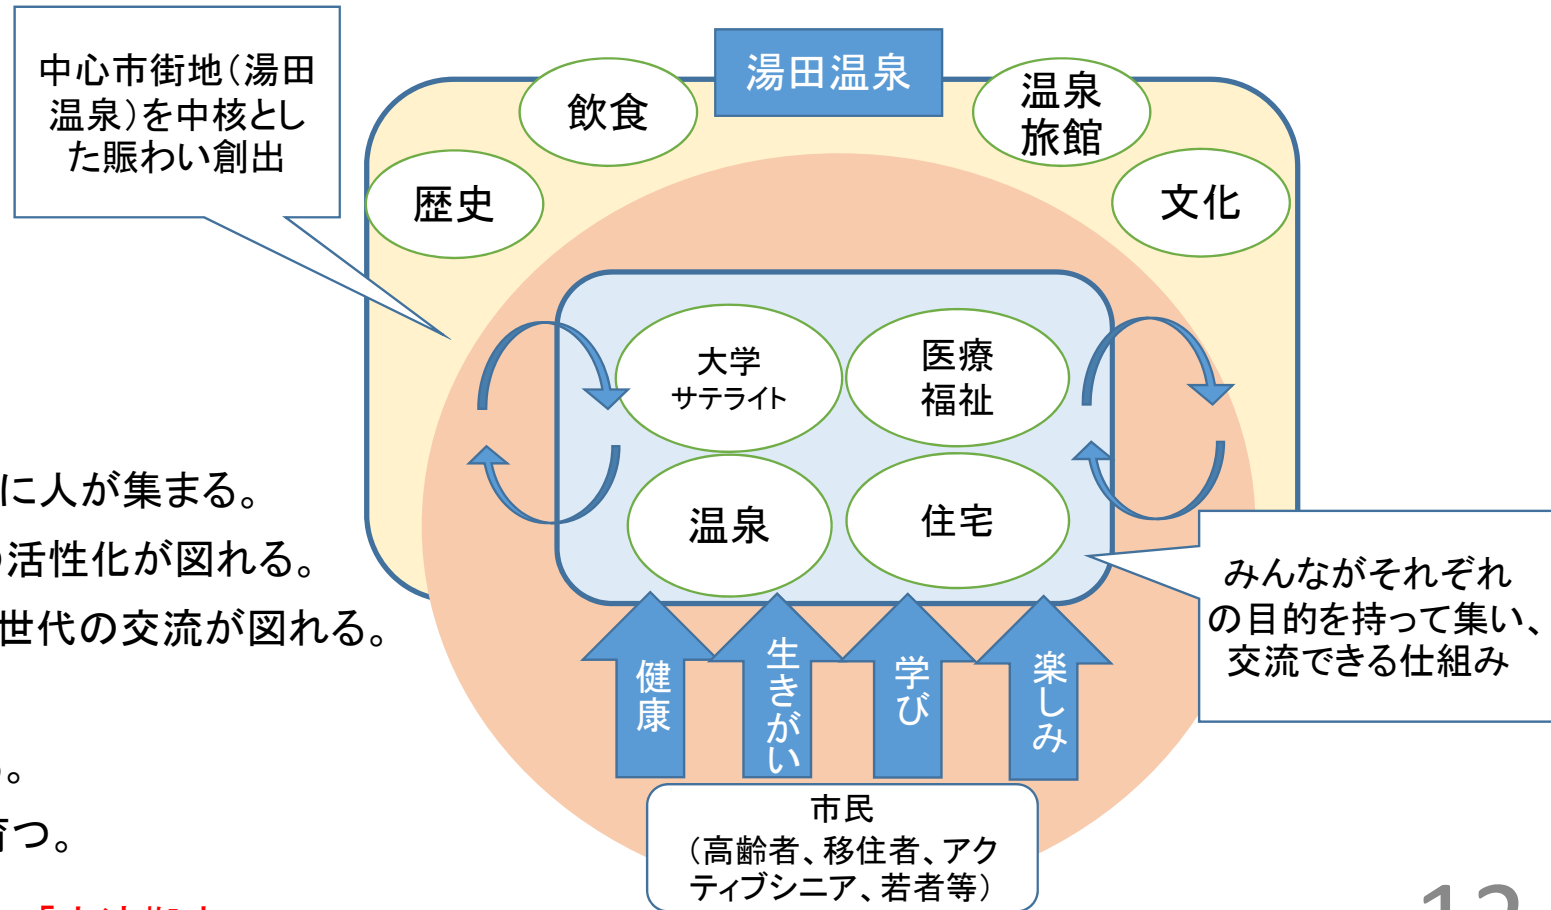 中心市街地（湯田
温泉）を中核とし
た賑わい創出
湯田温泉
飲食
温泉
旅館
歴史
文化
大学
サテライト
医療
福祉
温泉
住宅
に人が集まる。
活性化が図れる。
世代の交流が図れる。
。
育つ。
みんながそれぞれ
の目的を持って集い、
交流できる仕組み
健康
生きがい
学び
楽しみ
市民
（高齢者、移住者、アク
ティブシニア、若者等）